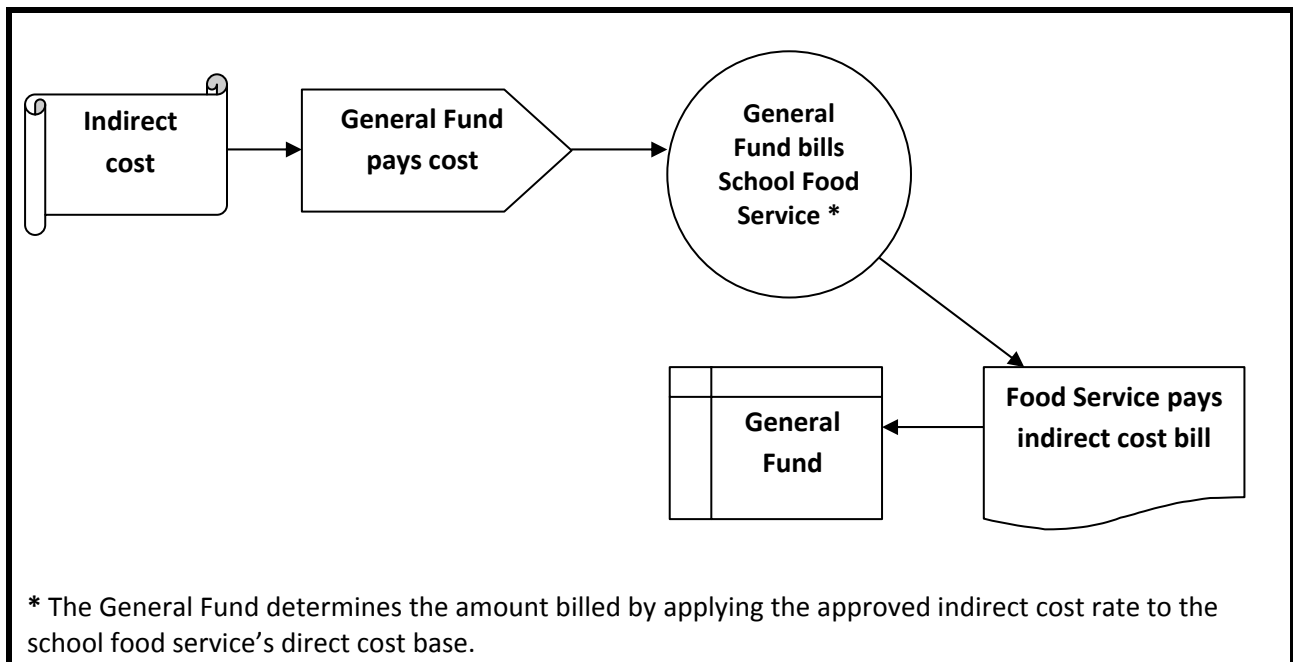 Indirect
cost
General Fund
pays cost
General
Fund bills
School Food
Service *
Food Service pays
indirect cost bill
General
Fund
* The General Fund determines the amount billed by applying the approved indirect cost rate to the
school food service’s direct cost base.